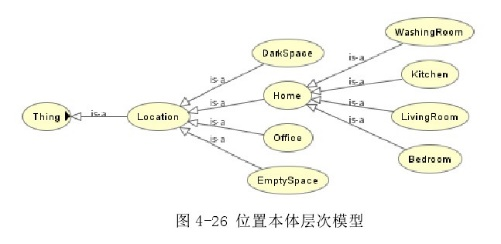 WashingRoom
DarkSpace
is-a
is-a
Kitchen
is-a
is-a
Home
is-a
Thing
is-a
Location
is-a
LivingRoom
Office
is-a
is-a
Bedroom
EmptySpace
图 4-26 位置本体层次模型